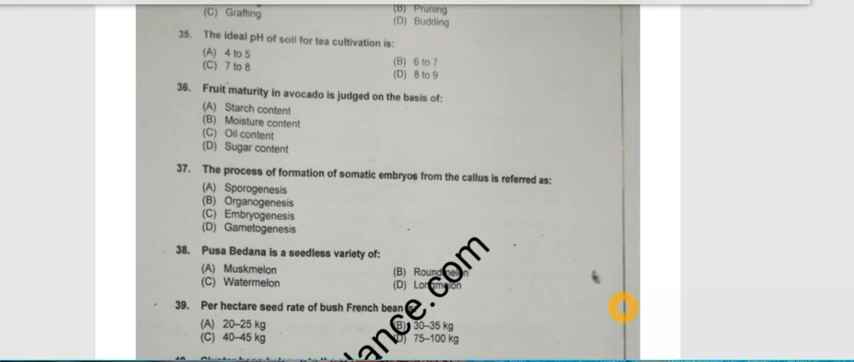 (C) Grafting (B) Pruning
(D) Budding
35. The ideal pH of soil for tea cultivation is:
(A) 4 to 5 (B) 6 to 7
(C) 7 to 8 (D) 8 to 9
36. Fruit maturity in avocado is judged on the basis of:
(A) Starch content
(B) Moisture content
(C) Oil content
(D) Sugar content
37. The process of formation of somatic embryos from the callus is referred as:
(A) Sporogenesis
(B) Organogenesis
(C) Embryogenesis
(D) Gametogenesis
38. Pusa Bedana is a seedless variety of:
(A) Muskmelon (B)
(C) Watermelon (D)
39. Per hectare seed rate of bush French bean
(A) 20–25 kg (B) 30–35 kg
(C) 40–45 kg (D) 75–100 kg
lance.com